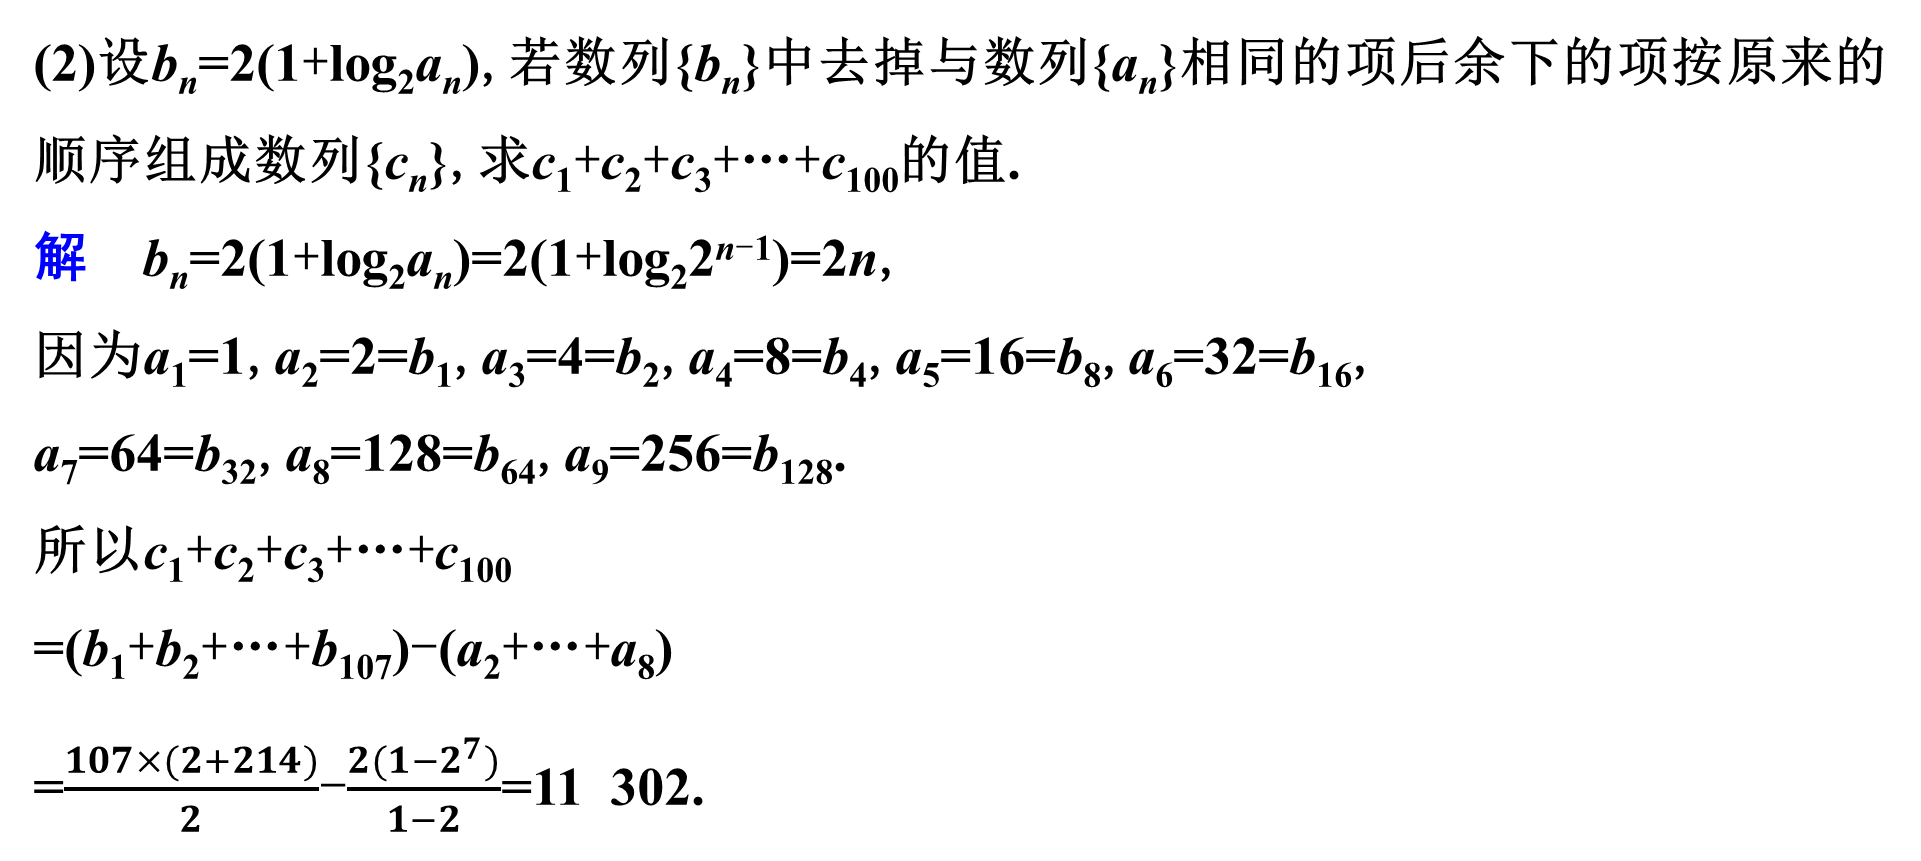 (2)设bₙ=2(1+log₂aₙ), 若数列{bₙ}中去掉与数列{aₙ}相同的项后余下的项按原来的
顺序组成数列{cₙ}, 求c₁+c₂+c₃+···+c₁₀₀的值.
解 bₙ=2(1+log₂aₙ)=2(1+log₂2ⁿ⁻¹)=2n,
因为a₁=1, a₂=2=b₁, a₃=4=b₂, a₄=8=b₄, a₅=16=b₈, a₆=32=b₁₆,
a₇=64=b₃₂, a₈=128=b₆₄, a₉=256=b₁₂₈.
所以c₁+c₂+c₃+···+c₁₀₀
=(b₁+b₂+···+b₁₀₇)−(a₂+···+a₈)
=107×(2+214)/2−2(1−2⁷)/1−2=11 302.